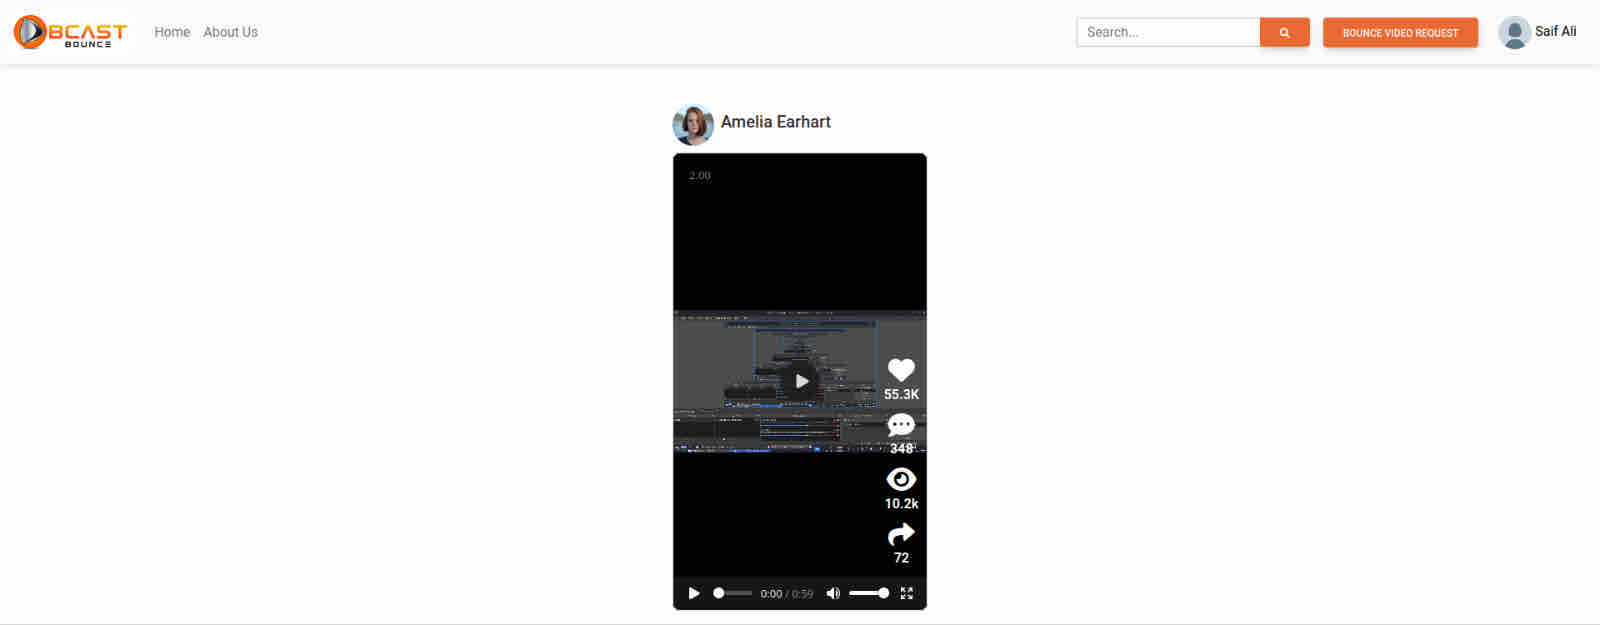 BCAST
BOUNCE
Home About Us
Search...
BOUNCE VIDEO REQUEST
Saif Ali
Amelia Earhart
2.00
55.3K
348
10.2k
72
0:00 / 0:59